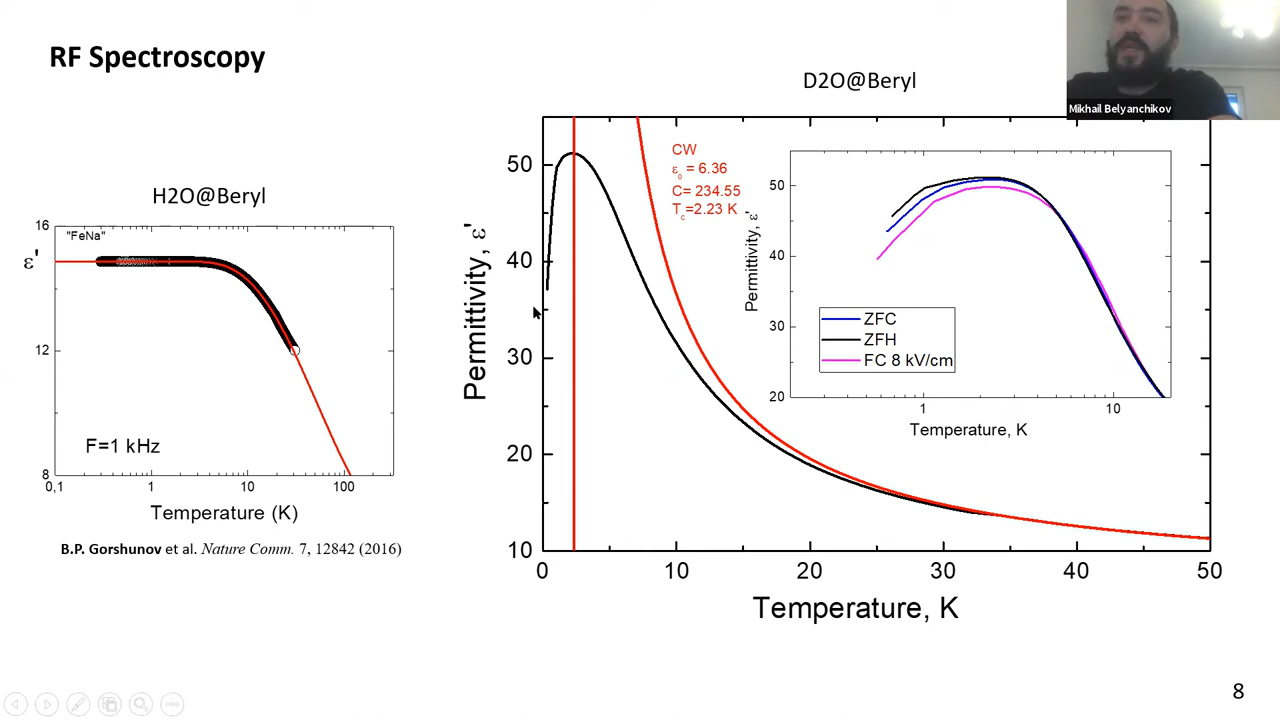 RF Spectroscopy
Mikhail Belyanchikov
H2O@Beryl
16
"FeNa"
ε'
12
F=1 kHz
8
0,1 1 10 100
Temperature (K)
B.P. Gorshunov et al. Nature Comm. 7, 12842 (2016)
D2O@Beryl
Permittivity, ε'
50
40
30
20
10
0 10 20 30 40 50
Temperature, K
CW
ε₀ = 6.36
C= 234.55
T_c=2.23 K
Permittivity, ε'
50
40
30
20
ZFC
ZFH
FC 8 kV/cm
1 10
Temperature, K
8